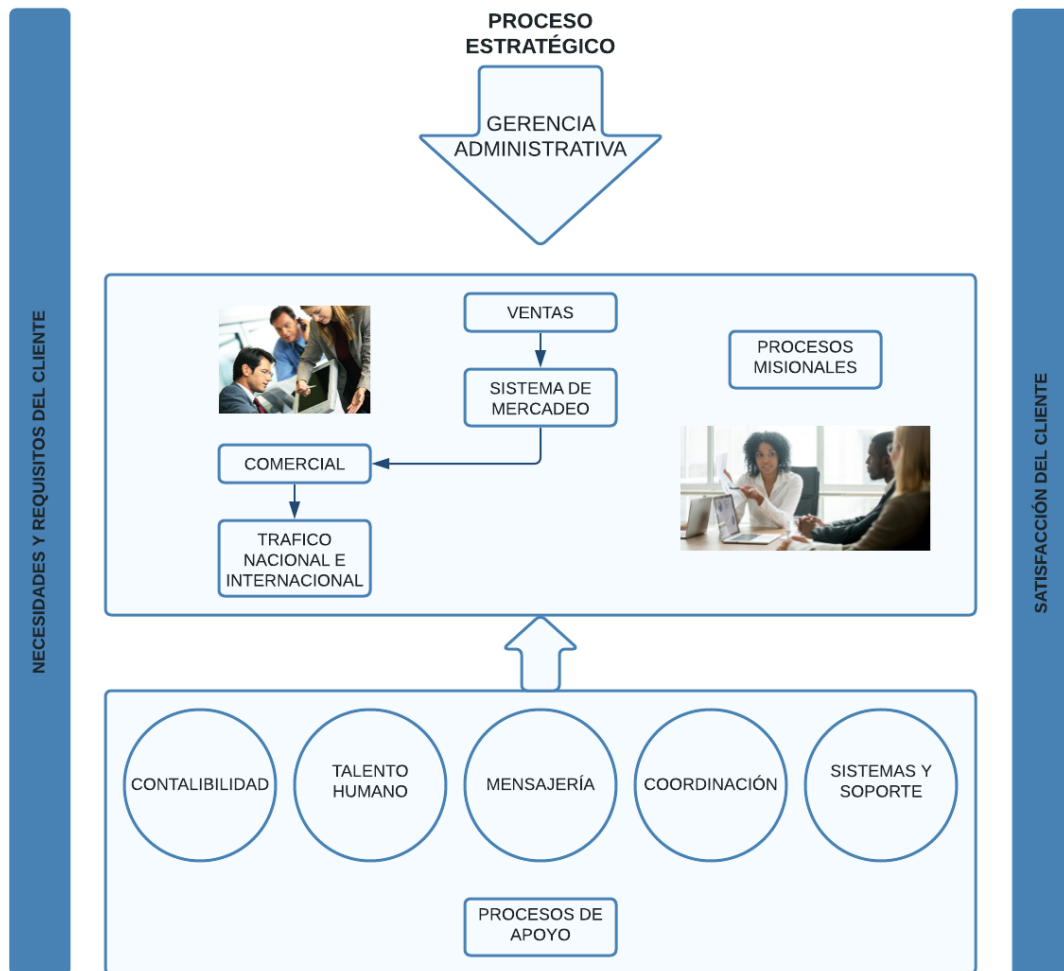 PROCESO
ESTRATÉGICO
GERENCIA
ADMINISTRATIVA
NECESIDADES Y REQUISITOS DEL CLIENTE
VENTAS
SISTEMA DE
MERCADEO
COMERCIAL
TRAFICO
NACIONAL E
INTERNACIONAL
PROCESOS
MISIONALES
SATISFACCIÓN DEL CLIENTE
CONTALIBILIDAD
TALENTO
HUMANO
MENSAJERÍA
COORDINACIÓN
SISTEMAS Y
SOPORTE
PROCESOS DE
APOYO